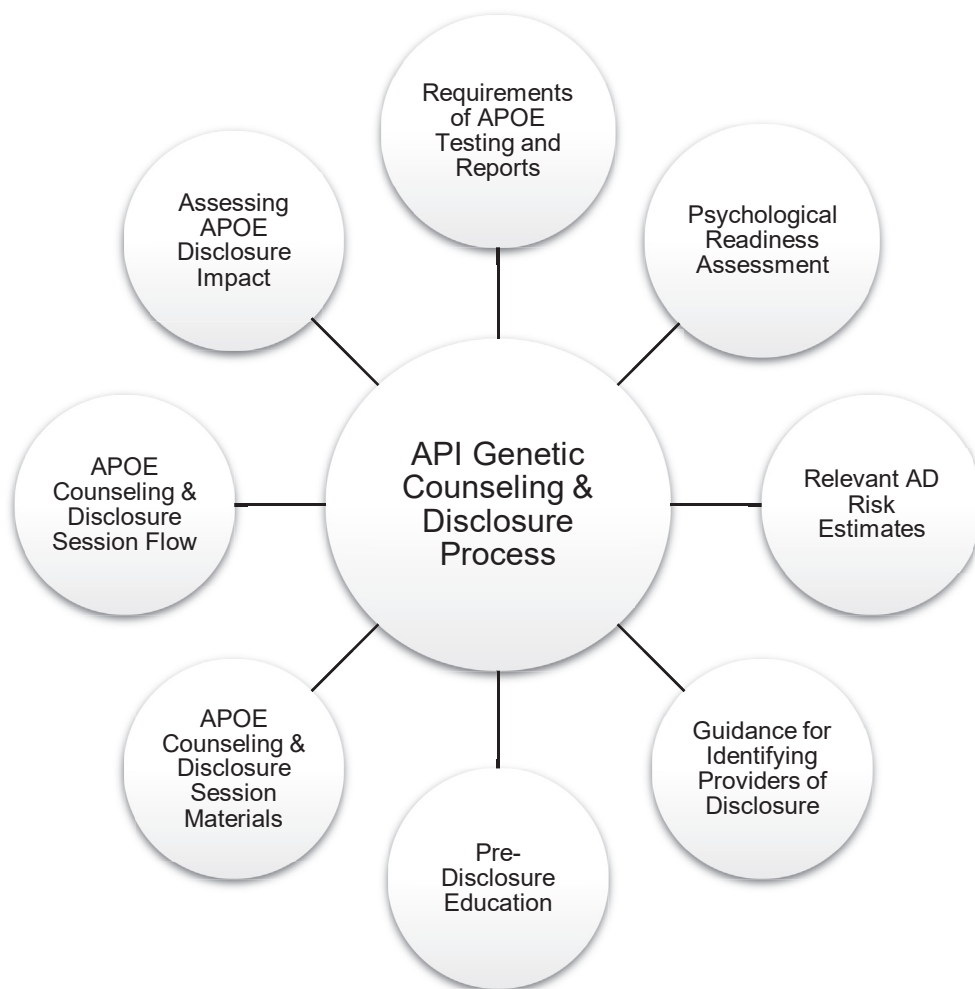 Requirements
of APOE
Testing and
Reports
Psychological
Readiness
Assessment
Relevant AD
Risk
Estimates
Guidance for
Identifying
Providers of
Disclosure
Pre-
Disclosure
Education
APOE
Counseling &
Disclosure
Session
Materials
APOE
Counseling &
Disclosure
Session Flow
Assessing
APOE
Disclosure
Impact
API Genetic
Counseling &
Disclosure
Process